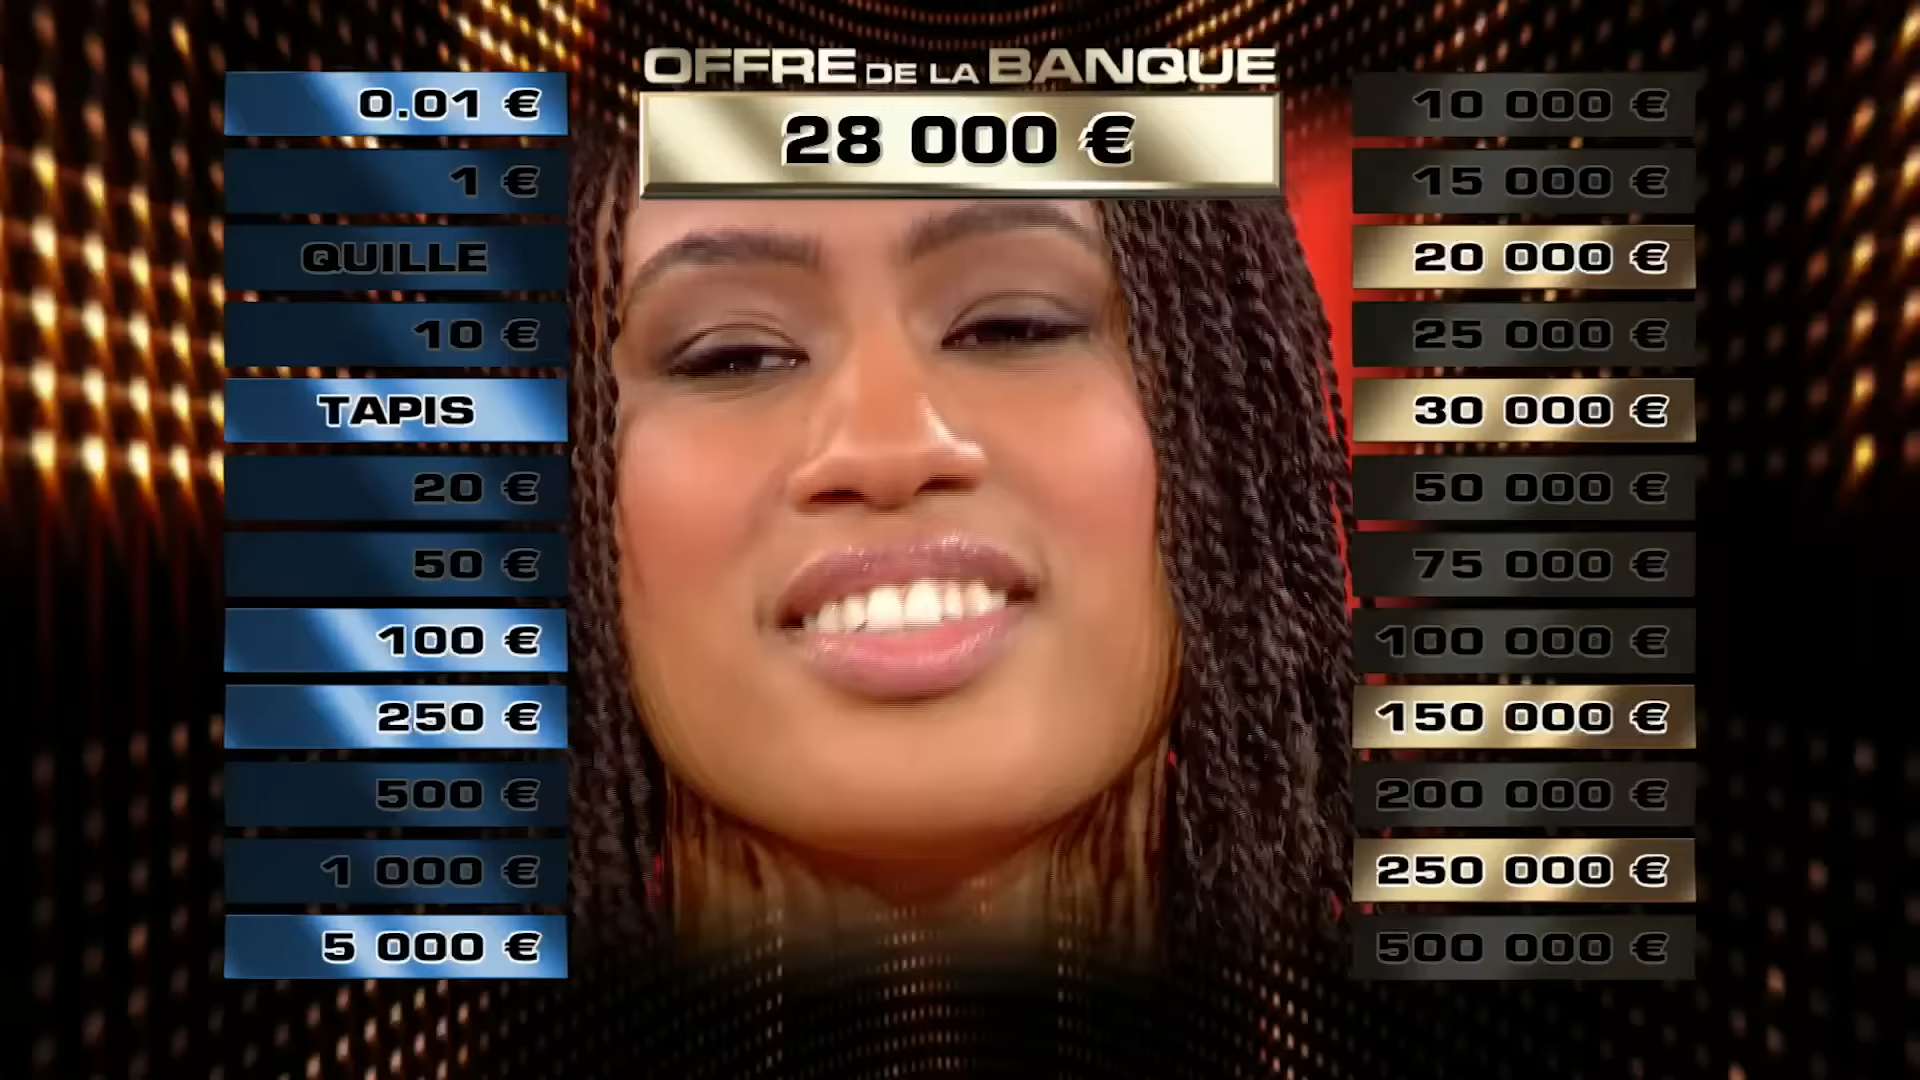 OFFRE DE LA BANQUE
28 000 €
0.01 €
1 €
QUILLE
10 €
TAPIS
20 €
50 €
100 €
250 €
500 €
1 000 €
5 000 €
10 000 €
15 000 €
20 000 €
25 000 €
30 000 €
50 000 €
75 000 €
100 000 €
150 000 €
200 000 €
250 000 €
500 000 €